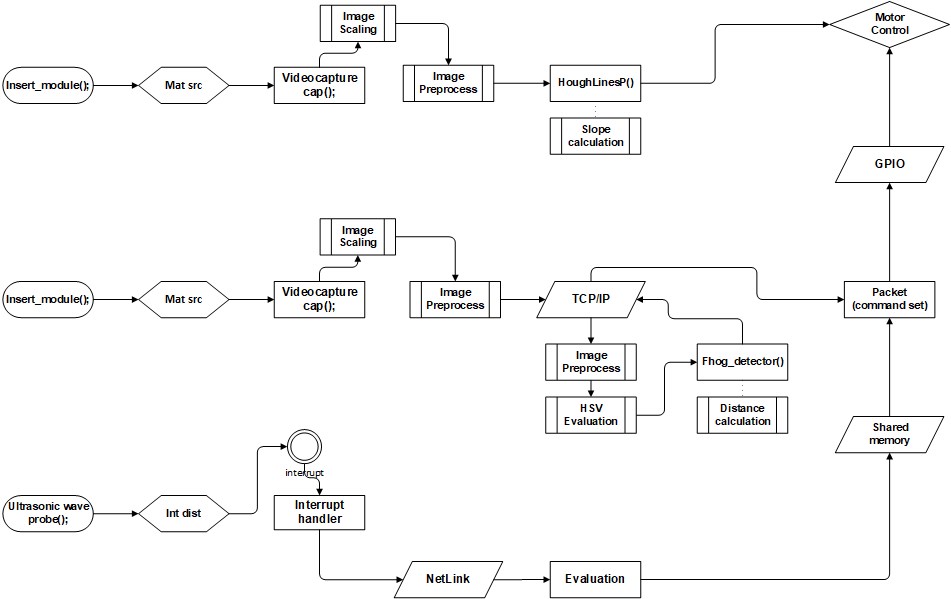 Image
Scaling
Motor
Control
Insert_module();
Mat src
Videocapture
cap();
Image
Preprocess
HoughLinesP()
Slope
calculation
GPIO
Image
Scaling
Insert_module();
Mat src
Videocapture
cap();
Image
Preprocess
TCP/IP
Packet
(command set)
Image
Preprocess
Fhog_detector()
HSV
Evaluation
Distance
calculation
Shared
memory
interrupt
Ultrasonic wave
probe();
Int dist
Interrupt
handler
NetLink
Evaluation